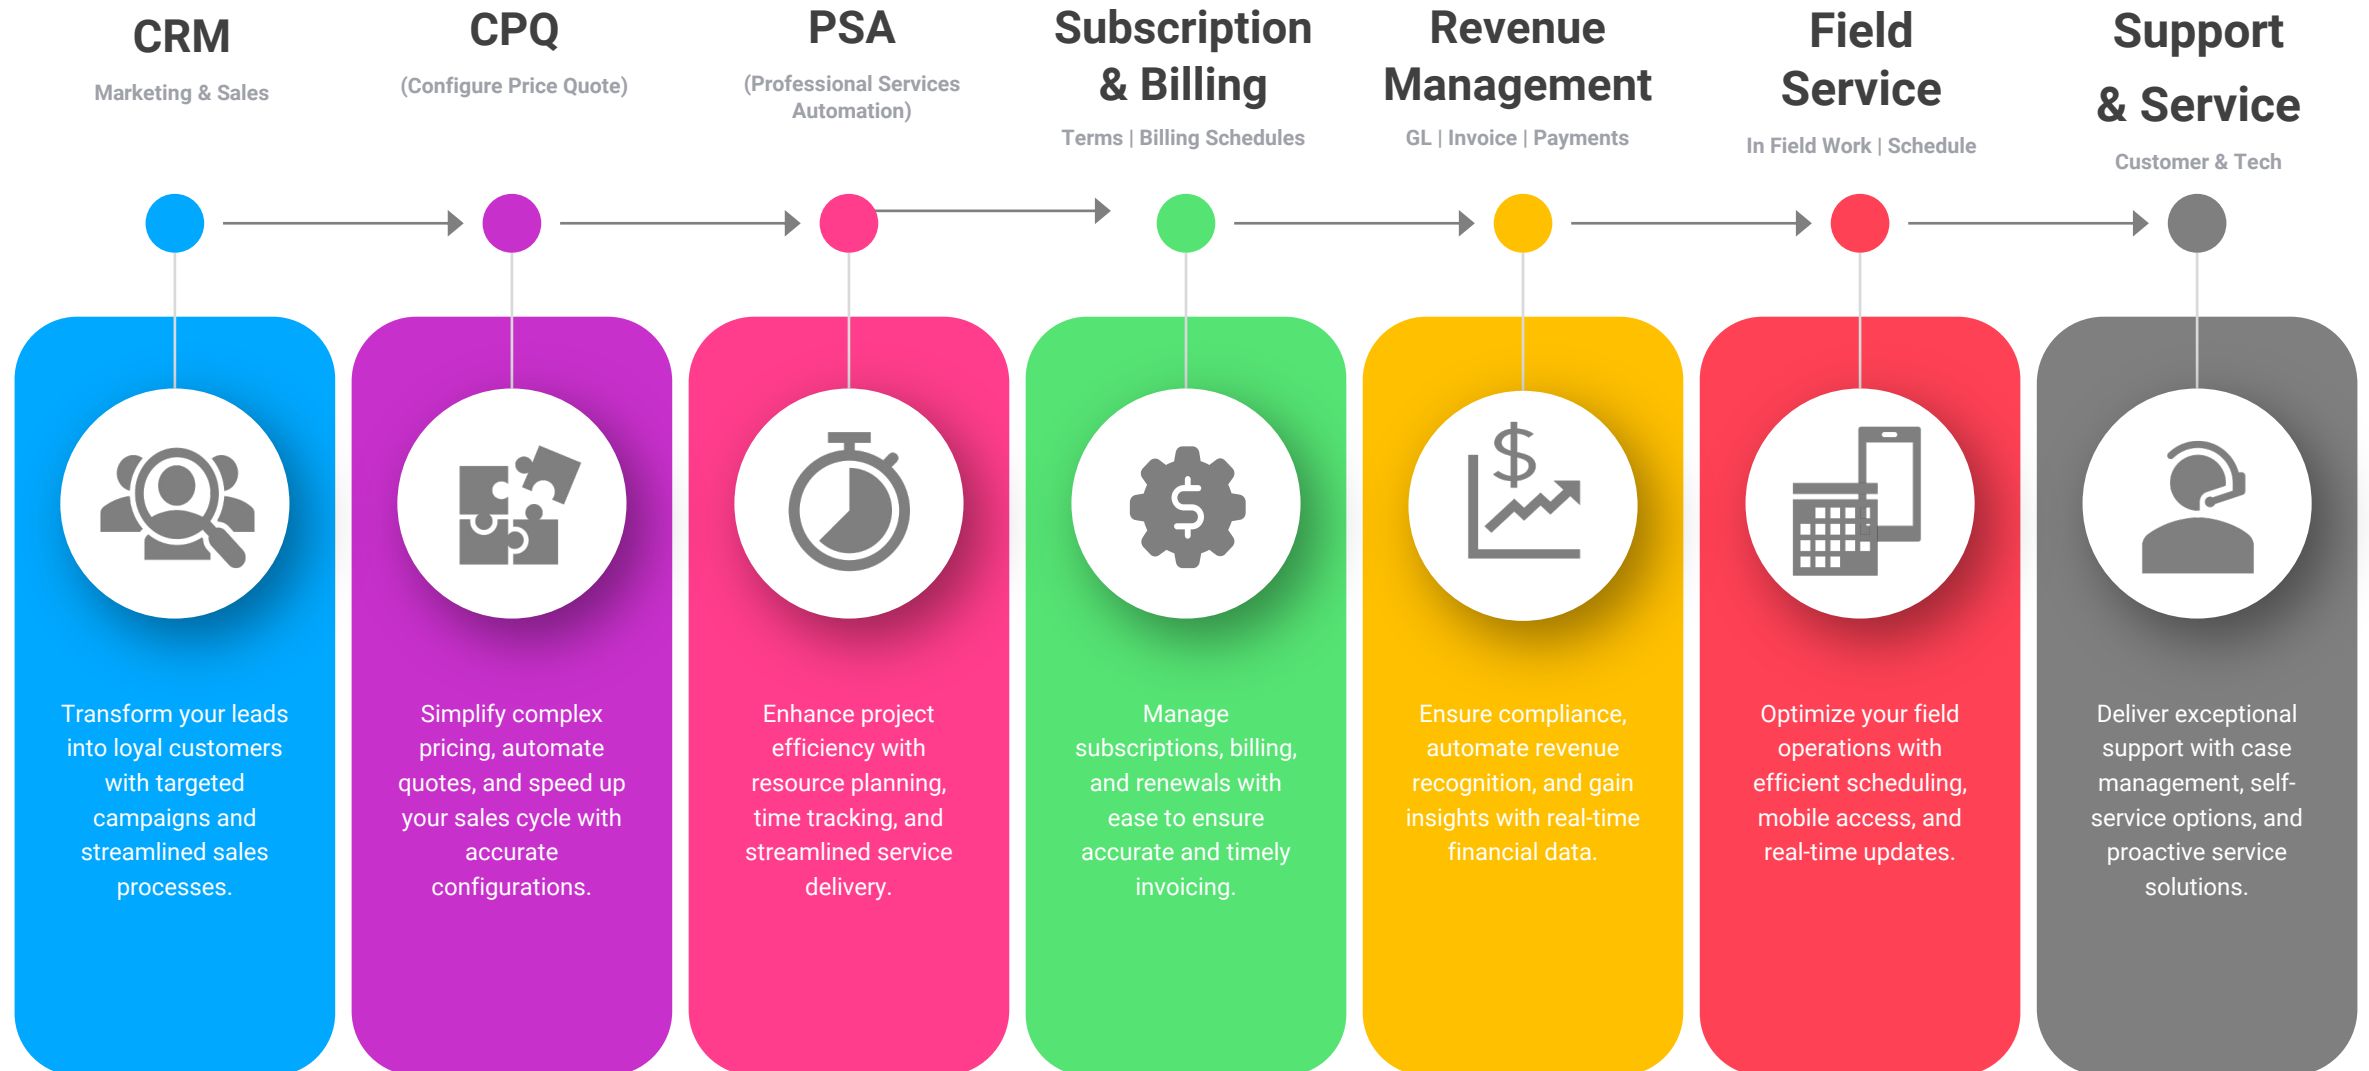 CRM
Marketing & Sales
CPQ
(Configure Price Quote)
PSA
(Professional Services
Automation)
Subscription
& Billing
Terms | Billing Schedules
Revenue
Management
GL | Invoice | Payments
Field
Service
In Field Work | Schedule
Support
& Service
Customer & Tech
$
$
Transform your leads
into loyal customers
with targeted
campaigns and
streamlined sales
processes.
Simplify complex
pricing, automate
quotes, and speed up
your sales cycle with
accurate
configurations.
Enhance project
efficiency with
resource planning,
time tracking, and
streamlined service
delivery.
Manage
subscriptions, billing,
and renewals with
ease to ensure
accurate and timely
invoicing.
Ensure compliance,
automate revenue
recognition, and gain
insights with real-time
financial data.
Optimize your field
operations with
efficient scheduling,
mobile access, and
real-time updates.
Deliver exceptional
support with case
management, self-
service options, and
proactive service
solutions.